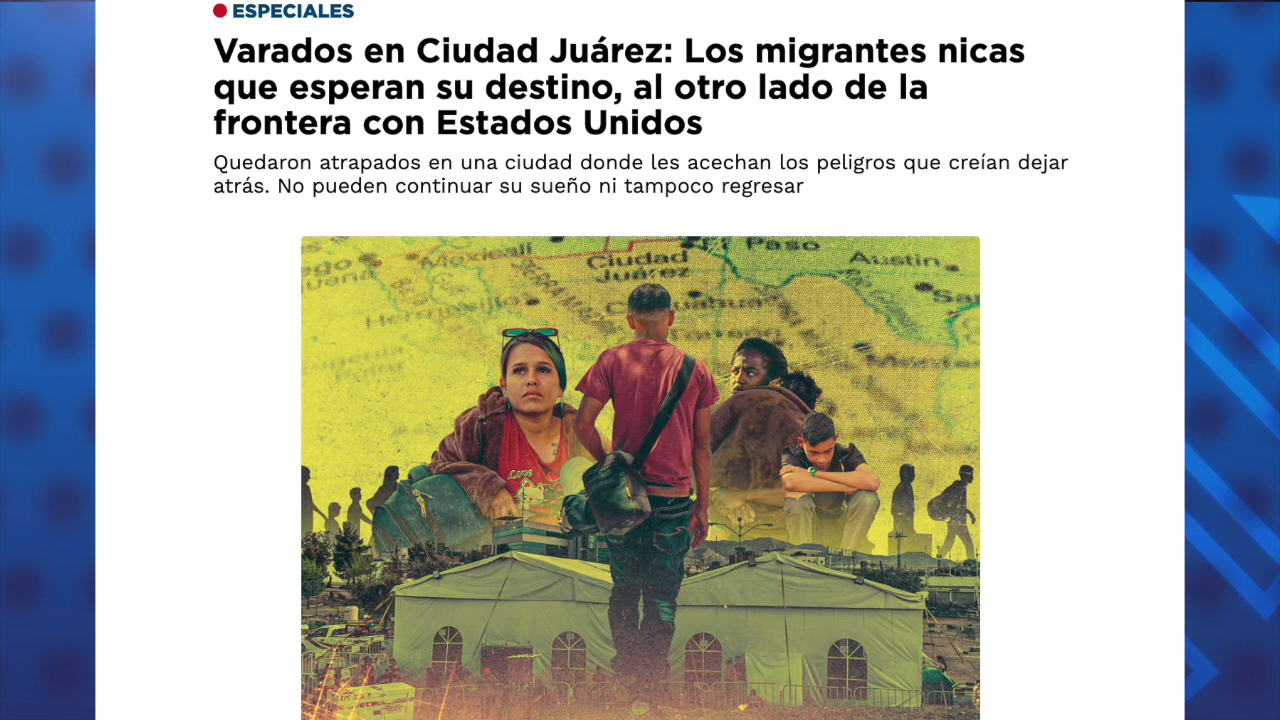 ESPECIALES
Varados en Ciudad Juárez: Los migrantes nicas
que esperan su destino, al otro lado de la
frontera con Estados Unidos
Quedaron atrapados en una ciudad donde les acechan los peligros que creían dejar
atrás. No pueden continuar su sueño ni tampoco regresar
El Paso
Mexicali
Ciudad
Juárez
Austin
Hermosillo
Chihuahua